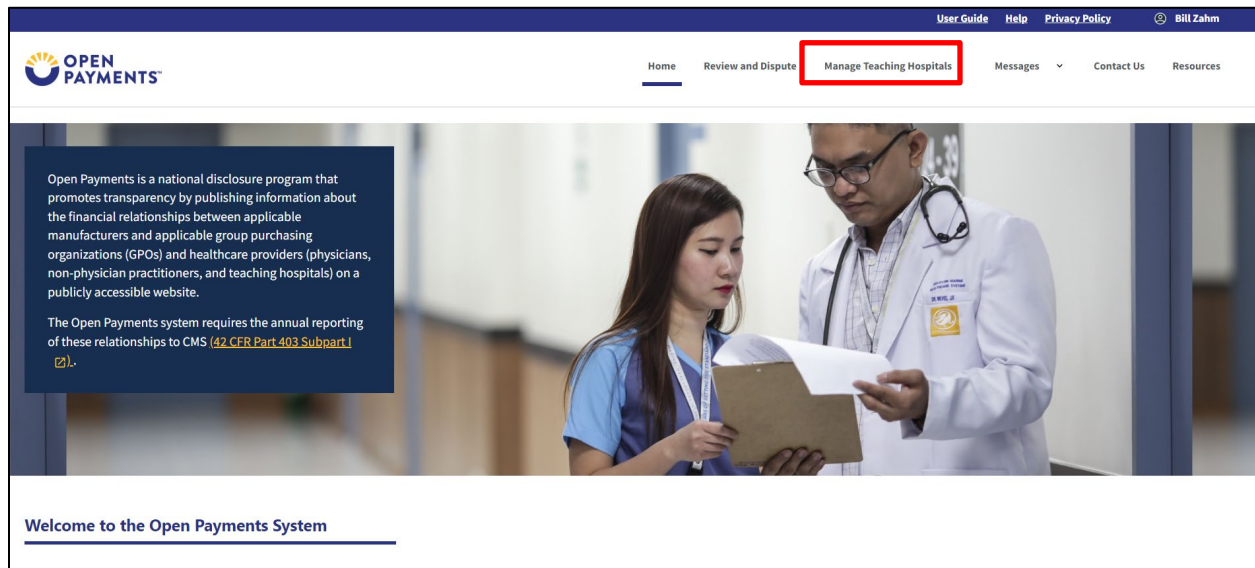 User Guide Help Privacy Policy Bill Zahm
OPEN
PAYMENTS™
Home Review and Dispute Manage Teaching Hospitals Messages Contact Us Resources
Open Payments is a national disclosure program that
promotes transparency by publishing information about
the financial relationships between applicable
manufacturers and applicable group purchasing
organizations (GPOs) and healthcare providers (physicians,
non-physician practitioners, and teaching hospitals) on a
publicly accessible website.
The Open Payments system requires the annual reporting
of these relationships to CMS (42 CFR Part 403 Subpart I
).
Welcome to the Open Payments System